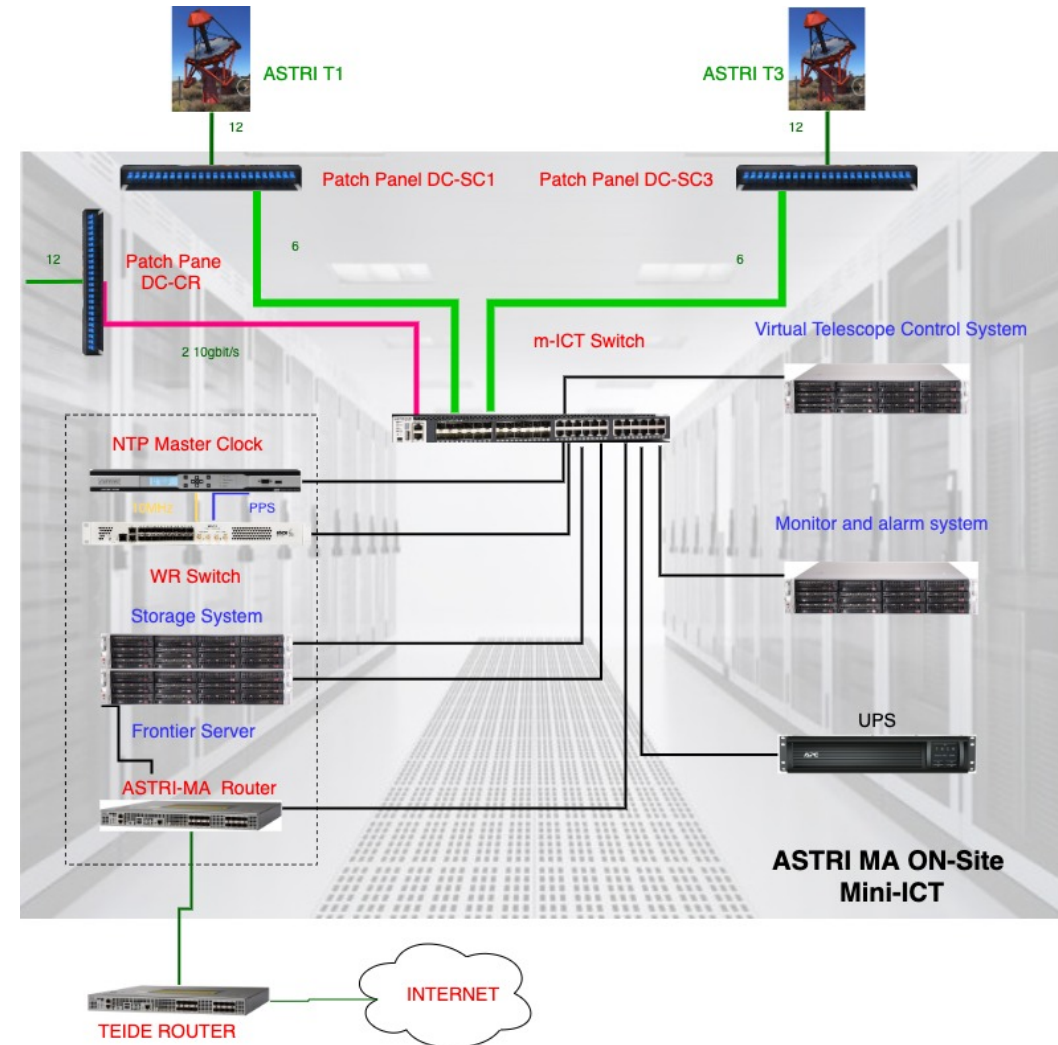 ASTRI T1
ASTRI T3
12
12
Patch Panel DC-SC1
Patch Panel DC-SC3
12
Patch Pane
DC-CR
6
6
2 10gbit/s
m-ICT Switch
Virtual Telescope Control System
NTP Master Clock
10MHz
PPS
WR Switch
Monitor and alarm system
Storage System
Frontier Server
UPS
APC
ASTRI-MA Router
ASTRI MA ON-Site
Mini-ICT
INTERNET
TEIDE ROUTER